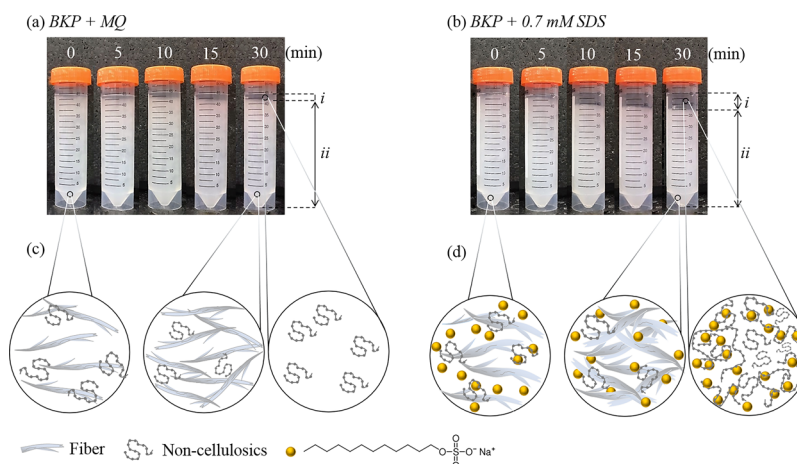 (a) BKP + MQ
(b) BKP + 0.7 mM SDS
0 5 10 15 30 (min)
0 5 10 15 30 (min)
i
ii
i
ii
(c)
(d)
Fiber
Non-cellulosics
O
O S O⁻ Na⁺
O